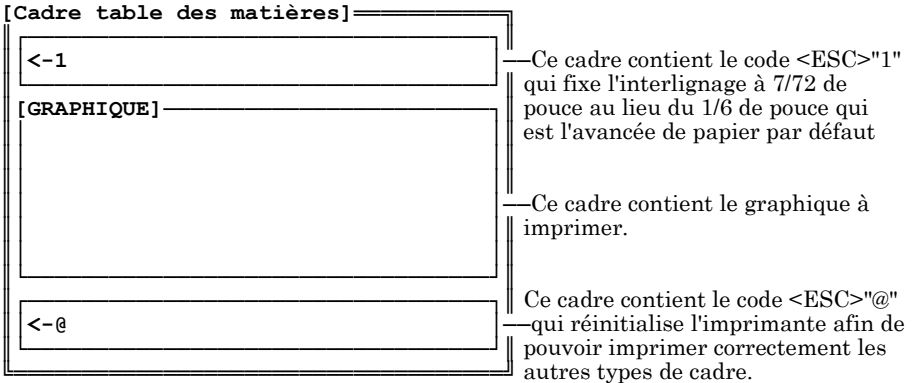 [Cadre table des matières]
<-1
Ce cadre contient le code <ESC>"1"
qui fixe l'interlignage à 7/72 de
pouce au lieu du 1/6 de pouce qui
est l'avancée de papier par défaut
[GRAPHIQUE]
Ce cadre contient le graphique à
imprimer.
<-@
Ce cadre contient le code <ESC>"@"
qui réinitialise l'imprimante afin de
pouvoir imprimer correctement les
autres types de cadre.